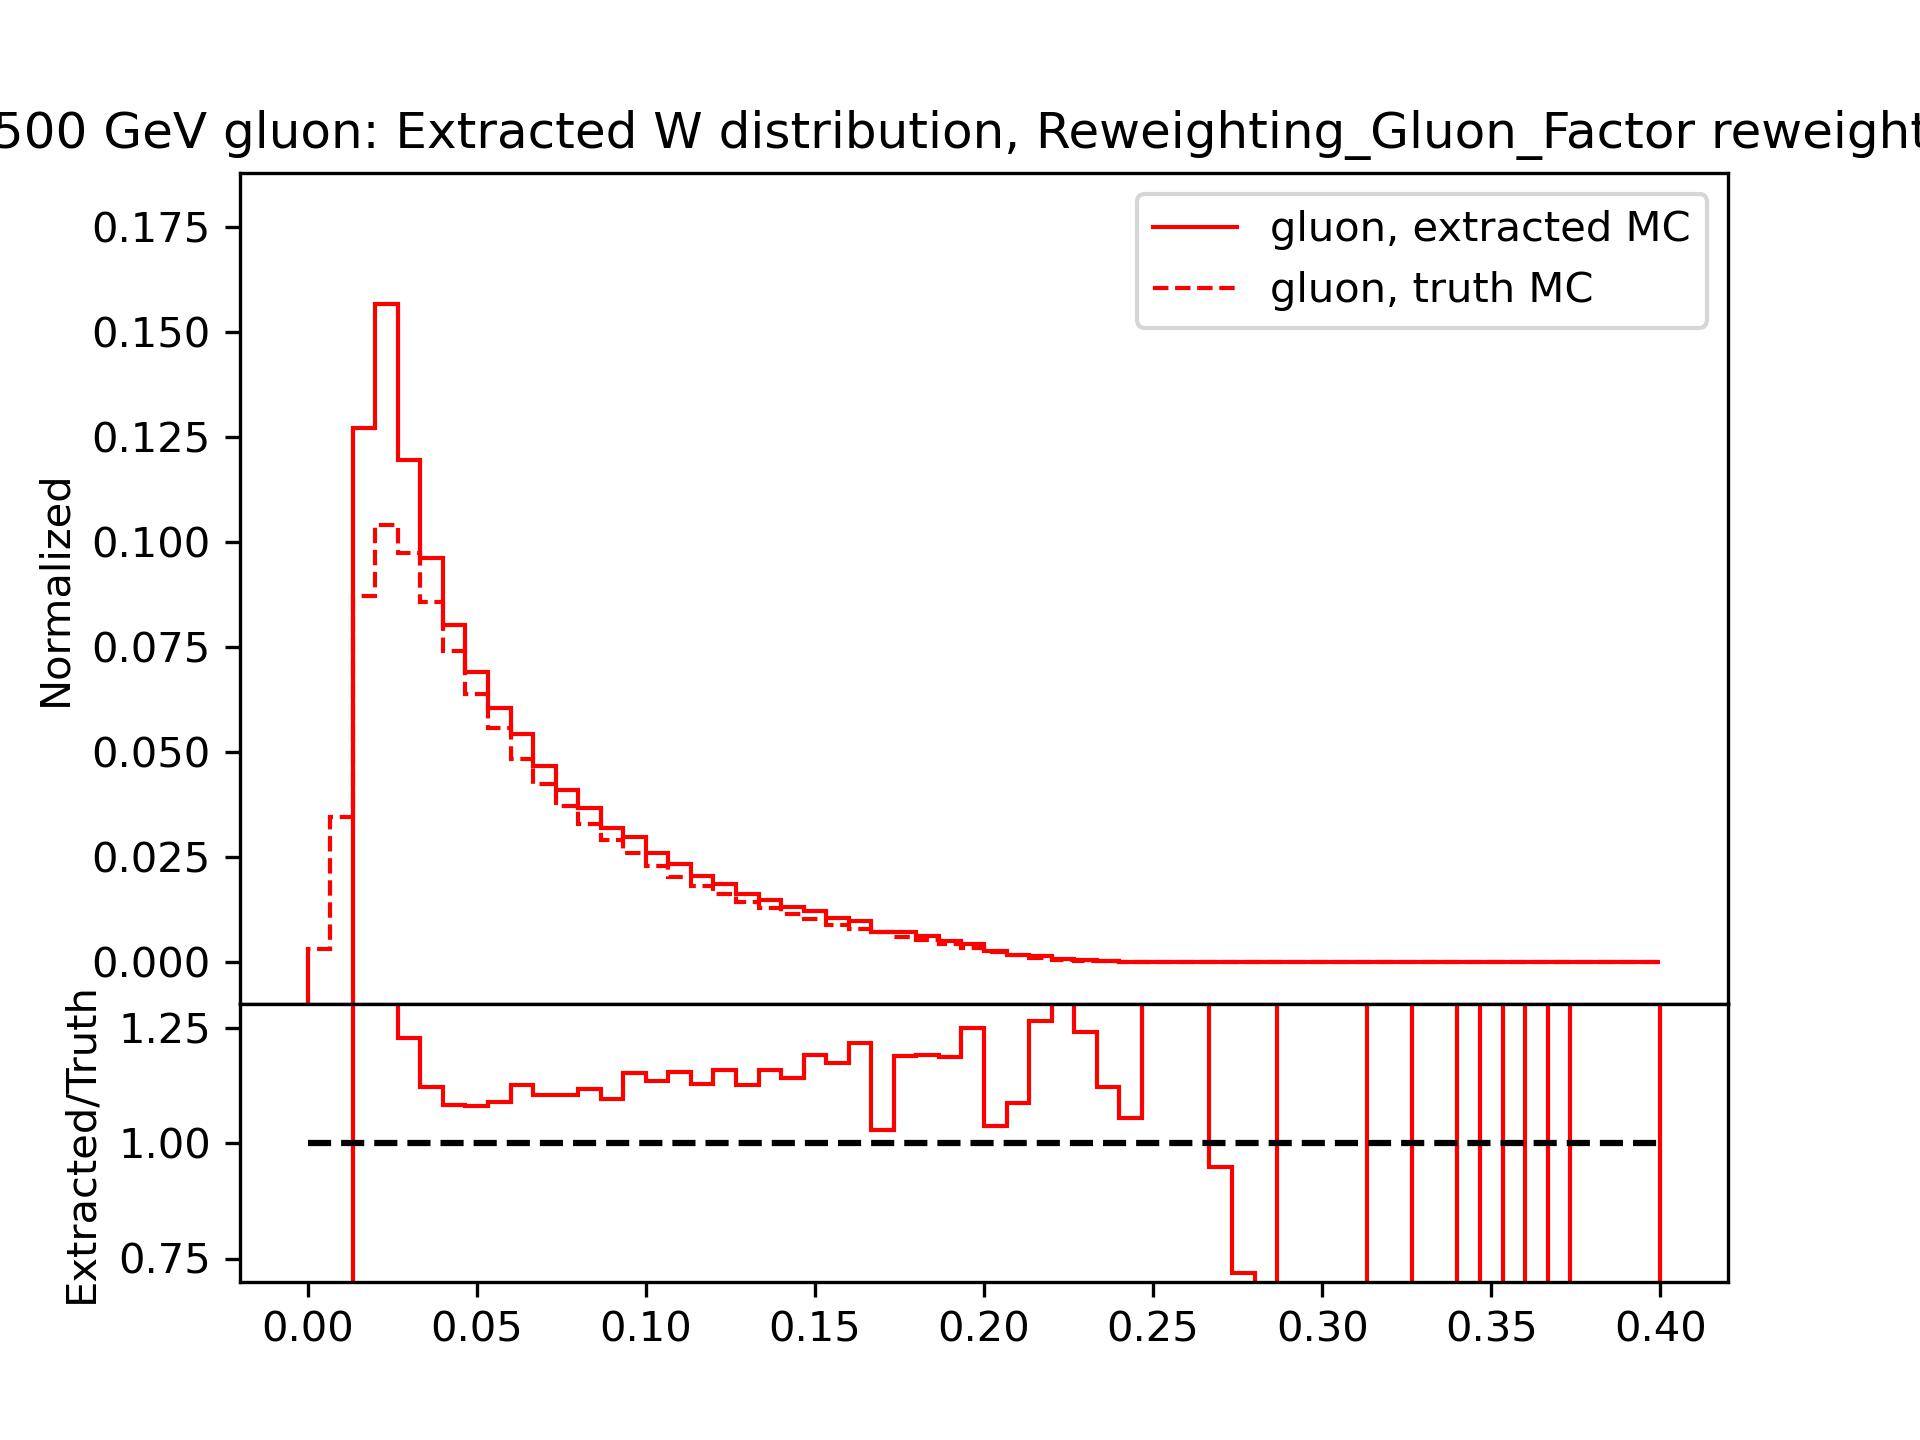 500 GeV gluon: Extracted W distribution, Reweighting_Gluon_Factor reweight
gluon, extracted MC
gluon, truth MC
Normalized
0.175
0.150
0.125
0.100
0.075
0.050
0.025
0.000
Extracted/Truth
1.25
1.00
0.75
0.00 0.05 0.10 0.15 0.20 0.25 0.30 0.35 0.40